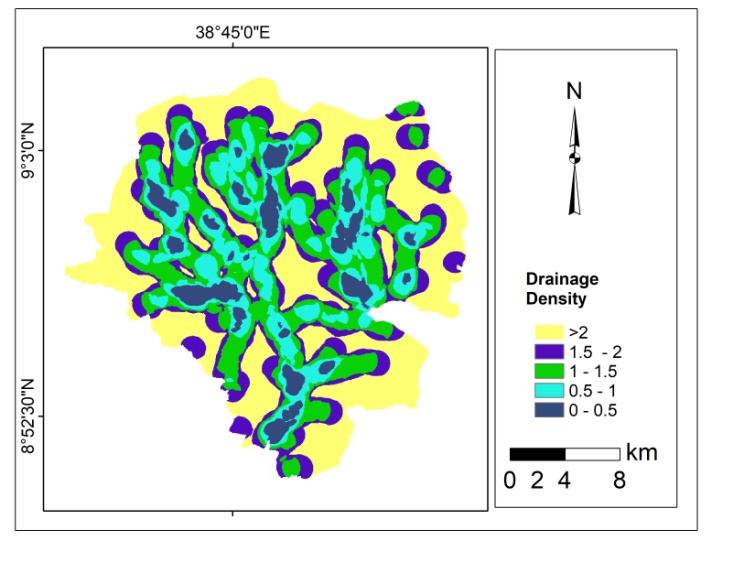 38°45'0"E
9°3'0"N
8°52'30"N
N
Drainage
Density
>2
1.5 - 2
1 - 1.5
0.5 - 1
0 - 0.5
km
0 2 4 8